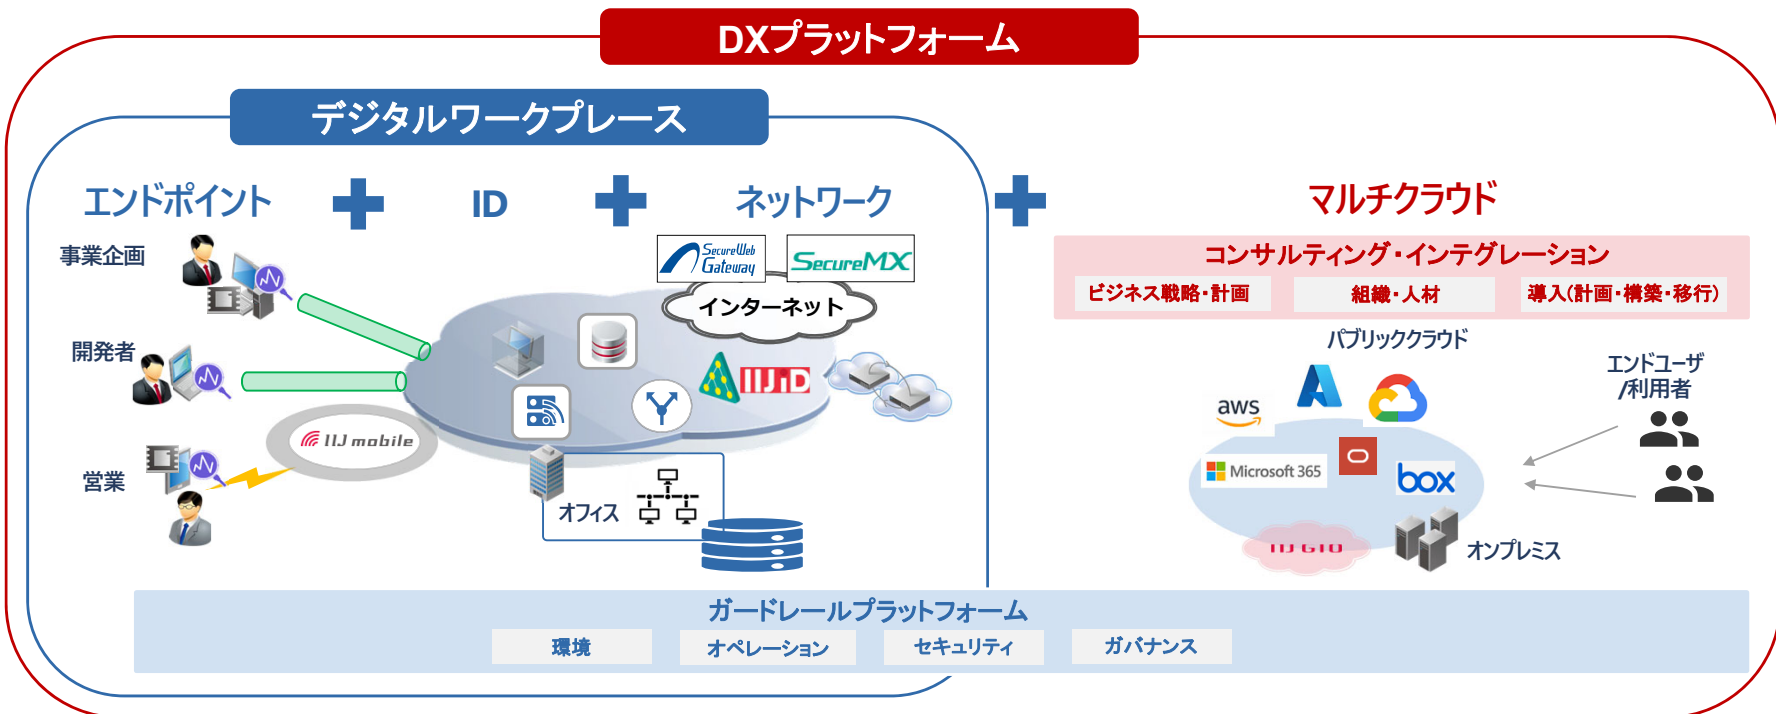 DXプラットフォーム
デジタルワークプレース
エンドポイント
ID
ネットワーク
マルチクラウド
事業企画
開発者
営業
SecureWeb
Gateway
SecureMX
インターネット
IIJiD
IIJ mobile
オフィス
コンサルティング・インテグレーション
ビジネス戦略・計画
組織・人材
導入(計画・構築・移行)
パブリッククラウド
エンドユーザ
/利用者
aws
Microsoft 365
box
IIJ GIO
オンプレミス
ガードレールプラットフォーム
環境
オペレーション
セキュリティ
ガバナンス